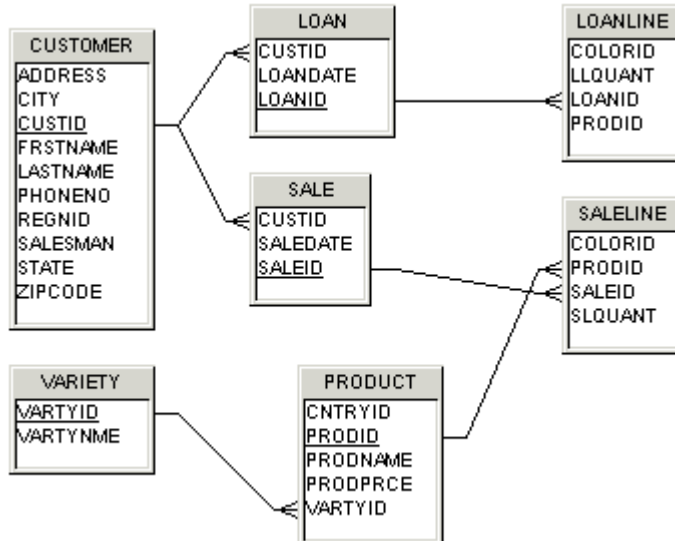 CUSTOMER
ADDRESS
CITY
CUSTID
FRSTNAME
LASTNAME
PHONENO
REGNID
SALESMAN
STATE
ZIPCODE
LOAN
CUSTID
LOANDATE
LOANID
LOANLINE
COLORID
LLQUANT
LOANID
PRODID
SALE
CUSTID
SALEDATE
SALEID
SALELINE
COLORID
PRODID
SALEID
SLQUANT
VARIETY
VARTYID
VARTYNME
PRODUCT
CNTRYID
PRODID
PRODNAME
PRODPRCE
VARTYID